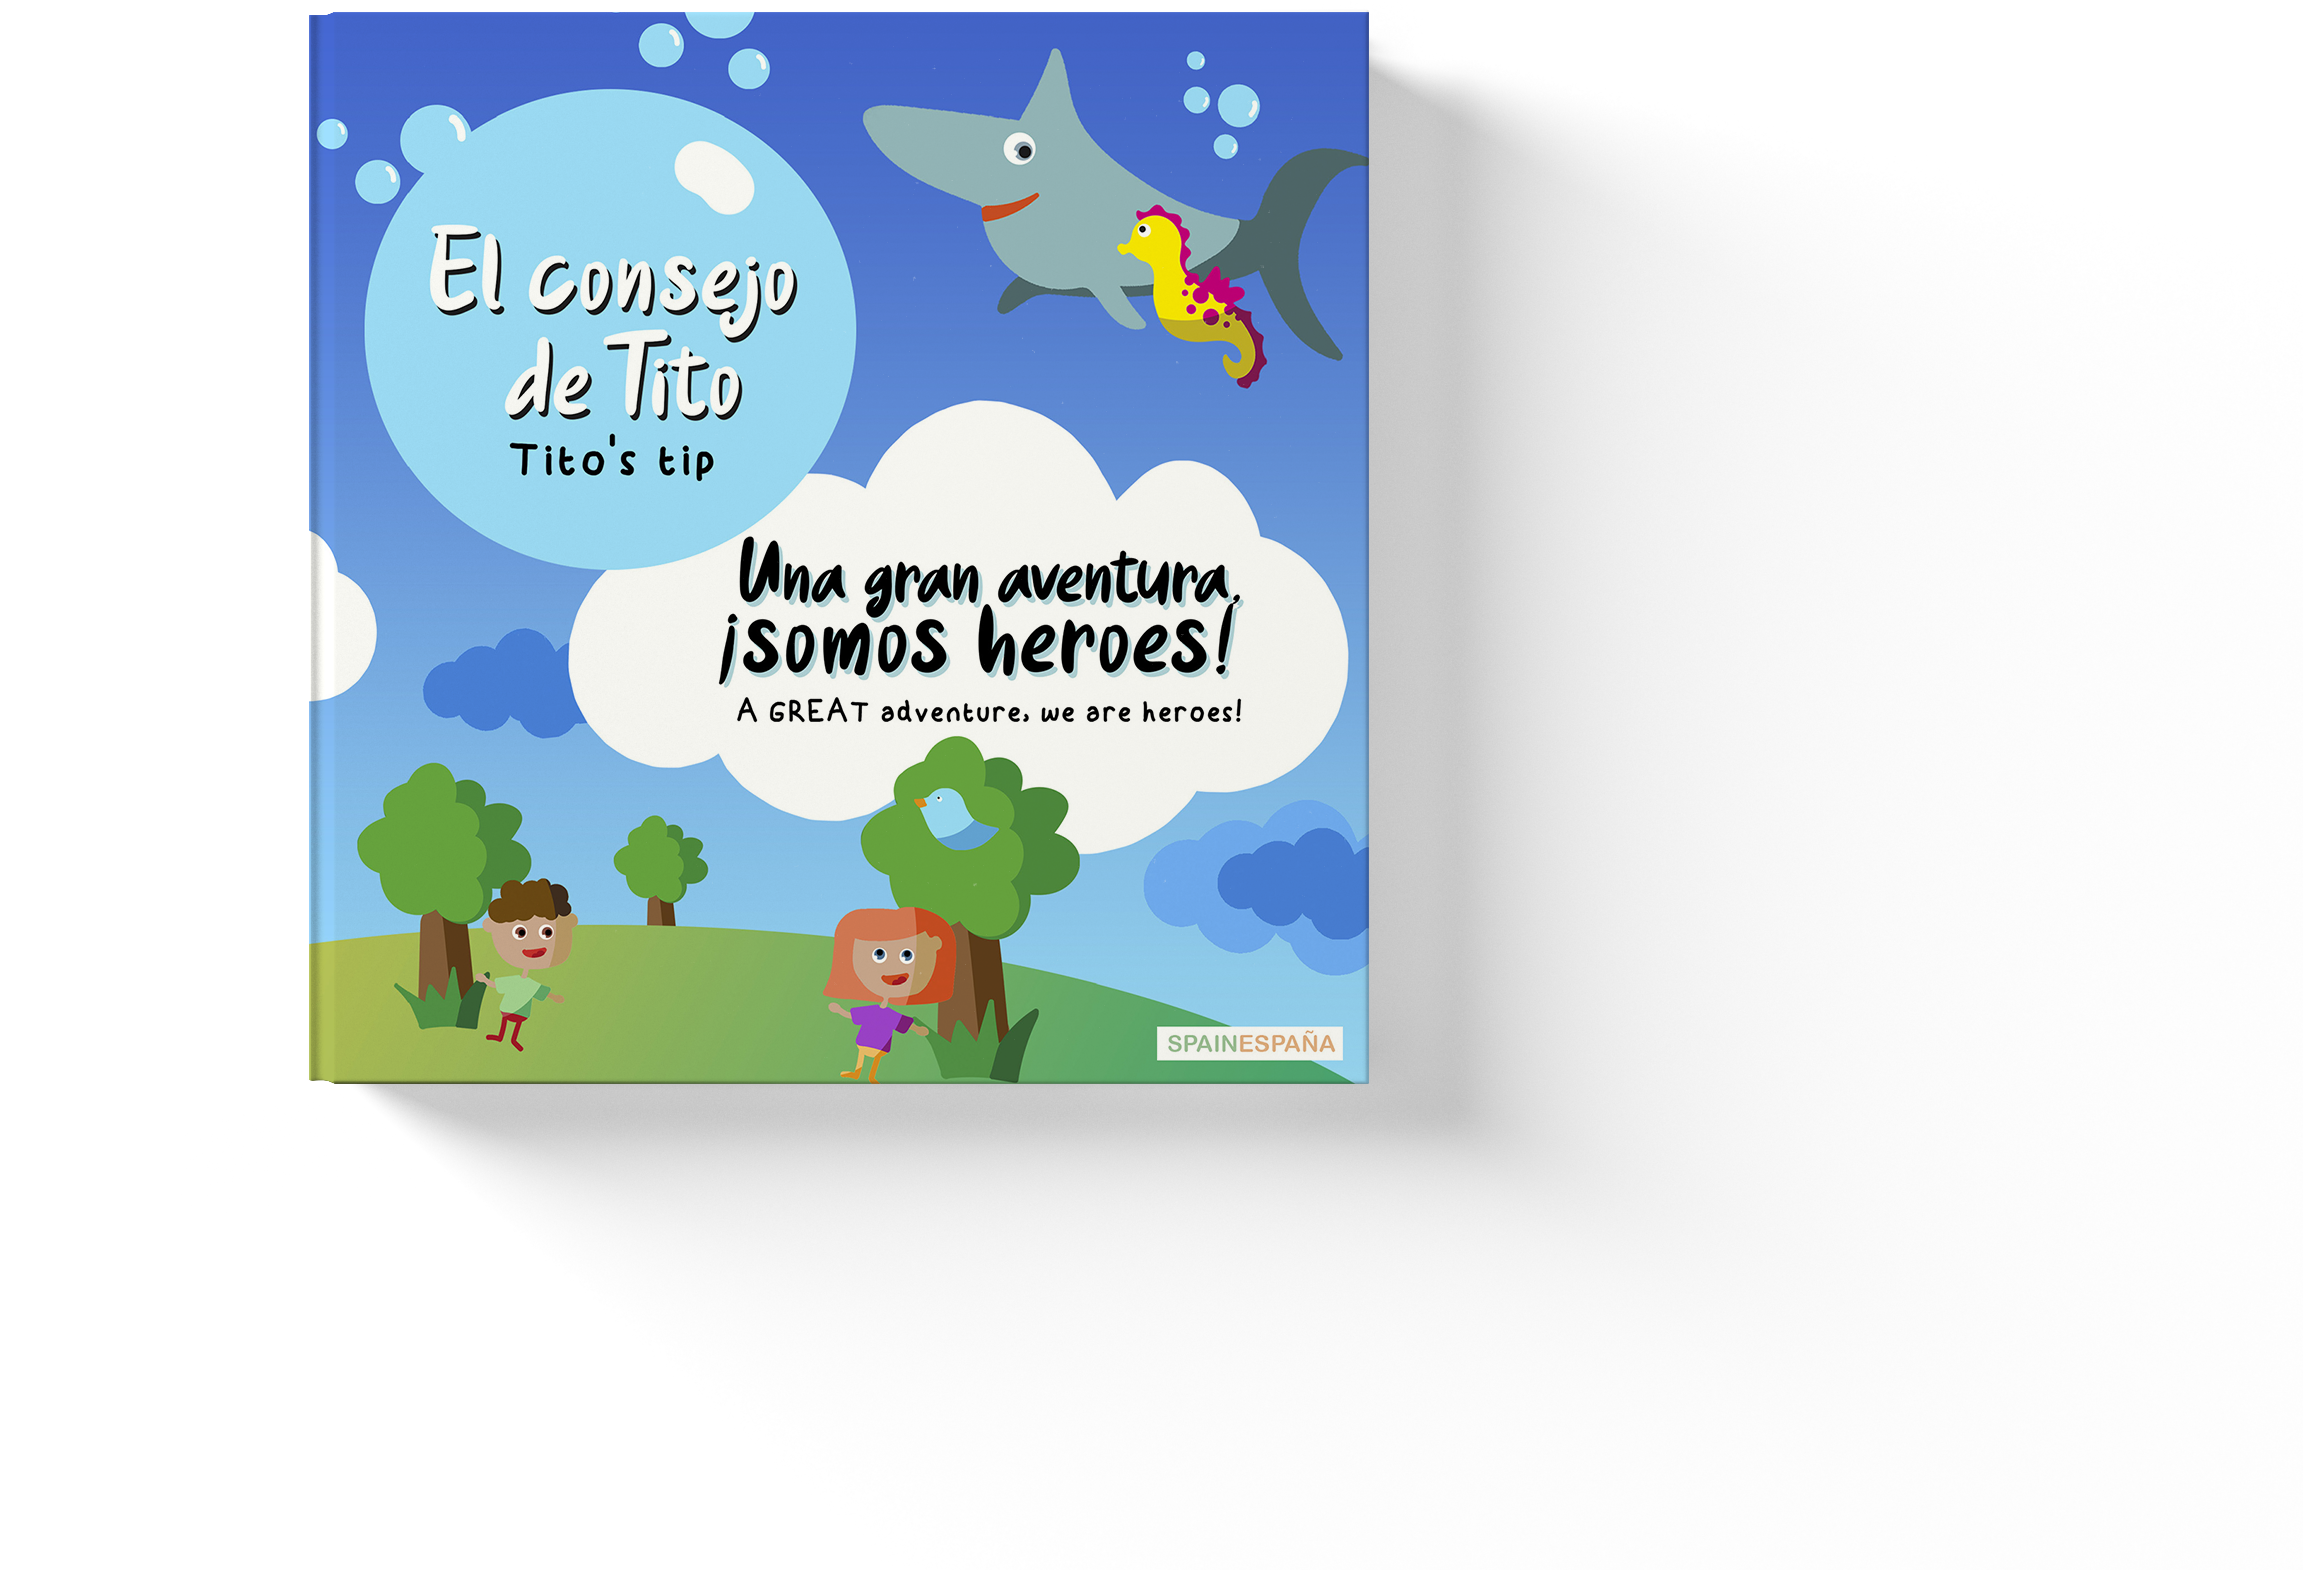 El consejo
de Tito
Tito's tip
Una gran aventura,
¡somos heroes!
A GREAT adventure, we are heroes!
SPAINESPAÑA